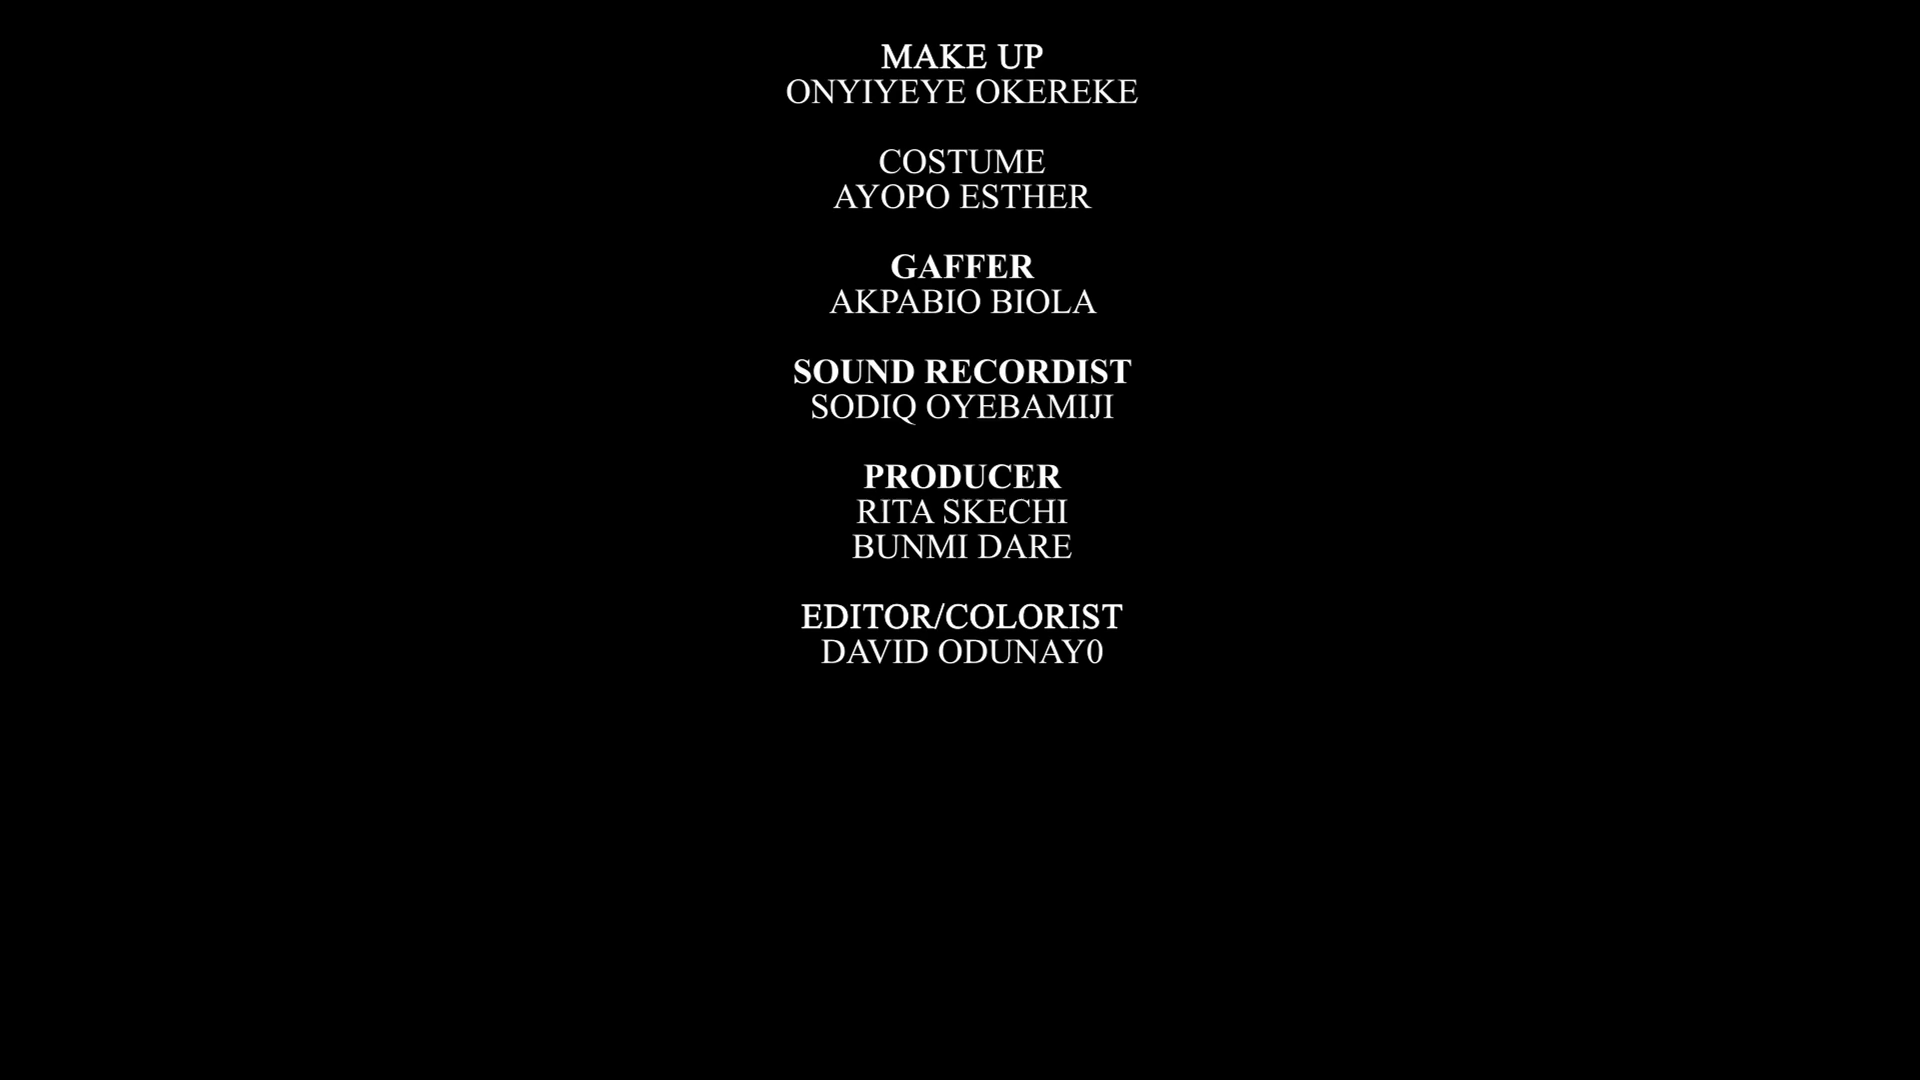 MAKE UP
ONYIYEYE OKEREKE
COSTUME
AYOPO ESTHER
GAFFER
AKPABIO BIOLA
SOUND RECORDIST
SODIQ OYEBAMIJI
PRODUCER
RITA SKECHI
BUNMI DARE
EDITOR/COLORIST
DAVID ODUNAY0